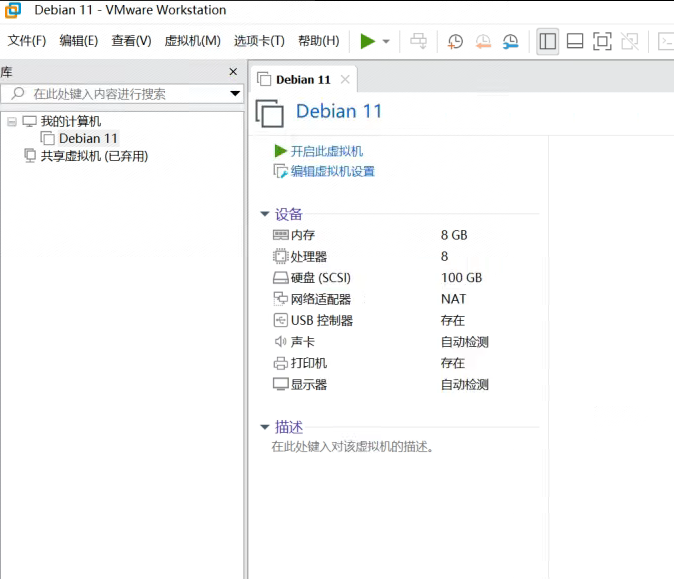 Debian 11 - VMware Workstation
文件(F) 编辑(E) 查看(V) 虚拟机(M) 选项卡(T) 帮助(H)
库
在此处键入内容进行搜索
我的计算机
Debian 11
共享虚拟机 (已弃用)
Debian 11
Debian 11
开启此虚拟机
编辑虚拟机设置
设备
内存 8 GB
处理器 8
硬盘 (SCSI) 100 GB
网络适配器 NAT
USB 控制器 存在
声卡 自动检测
打印机 存在
显示器 自动检测
描述
在此处键入对该虚拟机的描述。